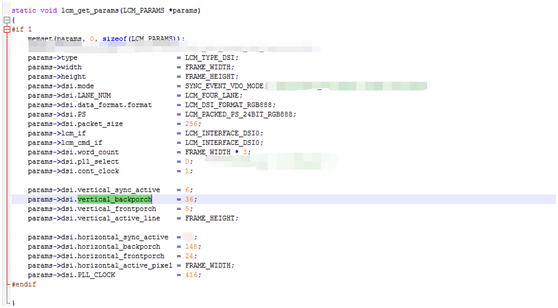 static void lcm_get_params(LCM_PARAMS *params)
{
#if 1
memset(params, 0, sizeof(LCM_PARAMS));
params->type = LCM_TYPE_DSI;
params->width = FRAME_WIDTH;
params->height = FRAME_HEIGHT;
params->dsi.mode = SYNC_EVENT_VDO_MODE
params->dsi.LANE_NUM = LCM_FOUR_LANE;
params->dsi.data_format.format = LCM_DSI_FORMAT_RGB888;
params->dsi.PS = LCM_PACKED_PS_24BIT_RGB888;
params->dsi.packet_size = 256;
params->lcm_if = LCM_INTERFACE_DSI0;
params->lcm_cmd_if = LCM_INTERFACE_DSI0;
params->dsi.word_count = FRAME_WIDTH * 3;
params->dsi.pll_select = 0;
params->dsi.cont_clock = 1;
params->dsi.vertical_sync_active = 6;
params->dsi.vertical_backporch = 36;
params->dsi.vertical_frontporch = 5;
params->dsi.vertical_active_line = FRAME_HEIGHT;
params->dsi.horizontal_sync_active =
params->dsi.horizontal_backporch = 148;
params->dsi.horizontal_frontporch = 24;
params->dsi.horizontal_active_pixel = FRAME_WIDTH;
params->dsi.PLL_CLOCK = 416;
#endif
}